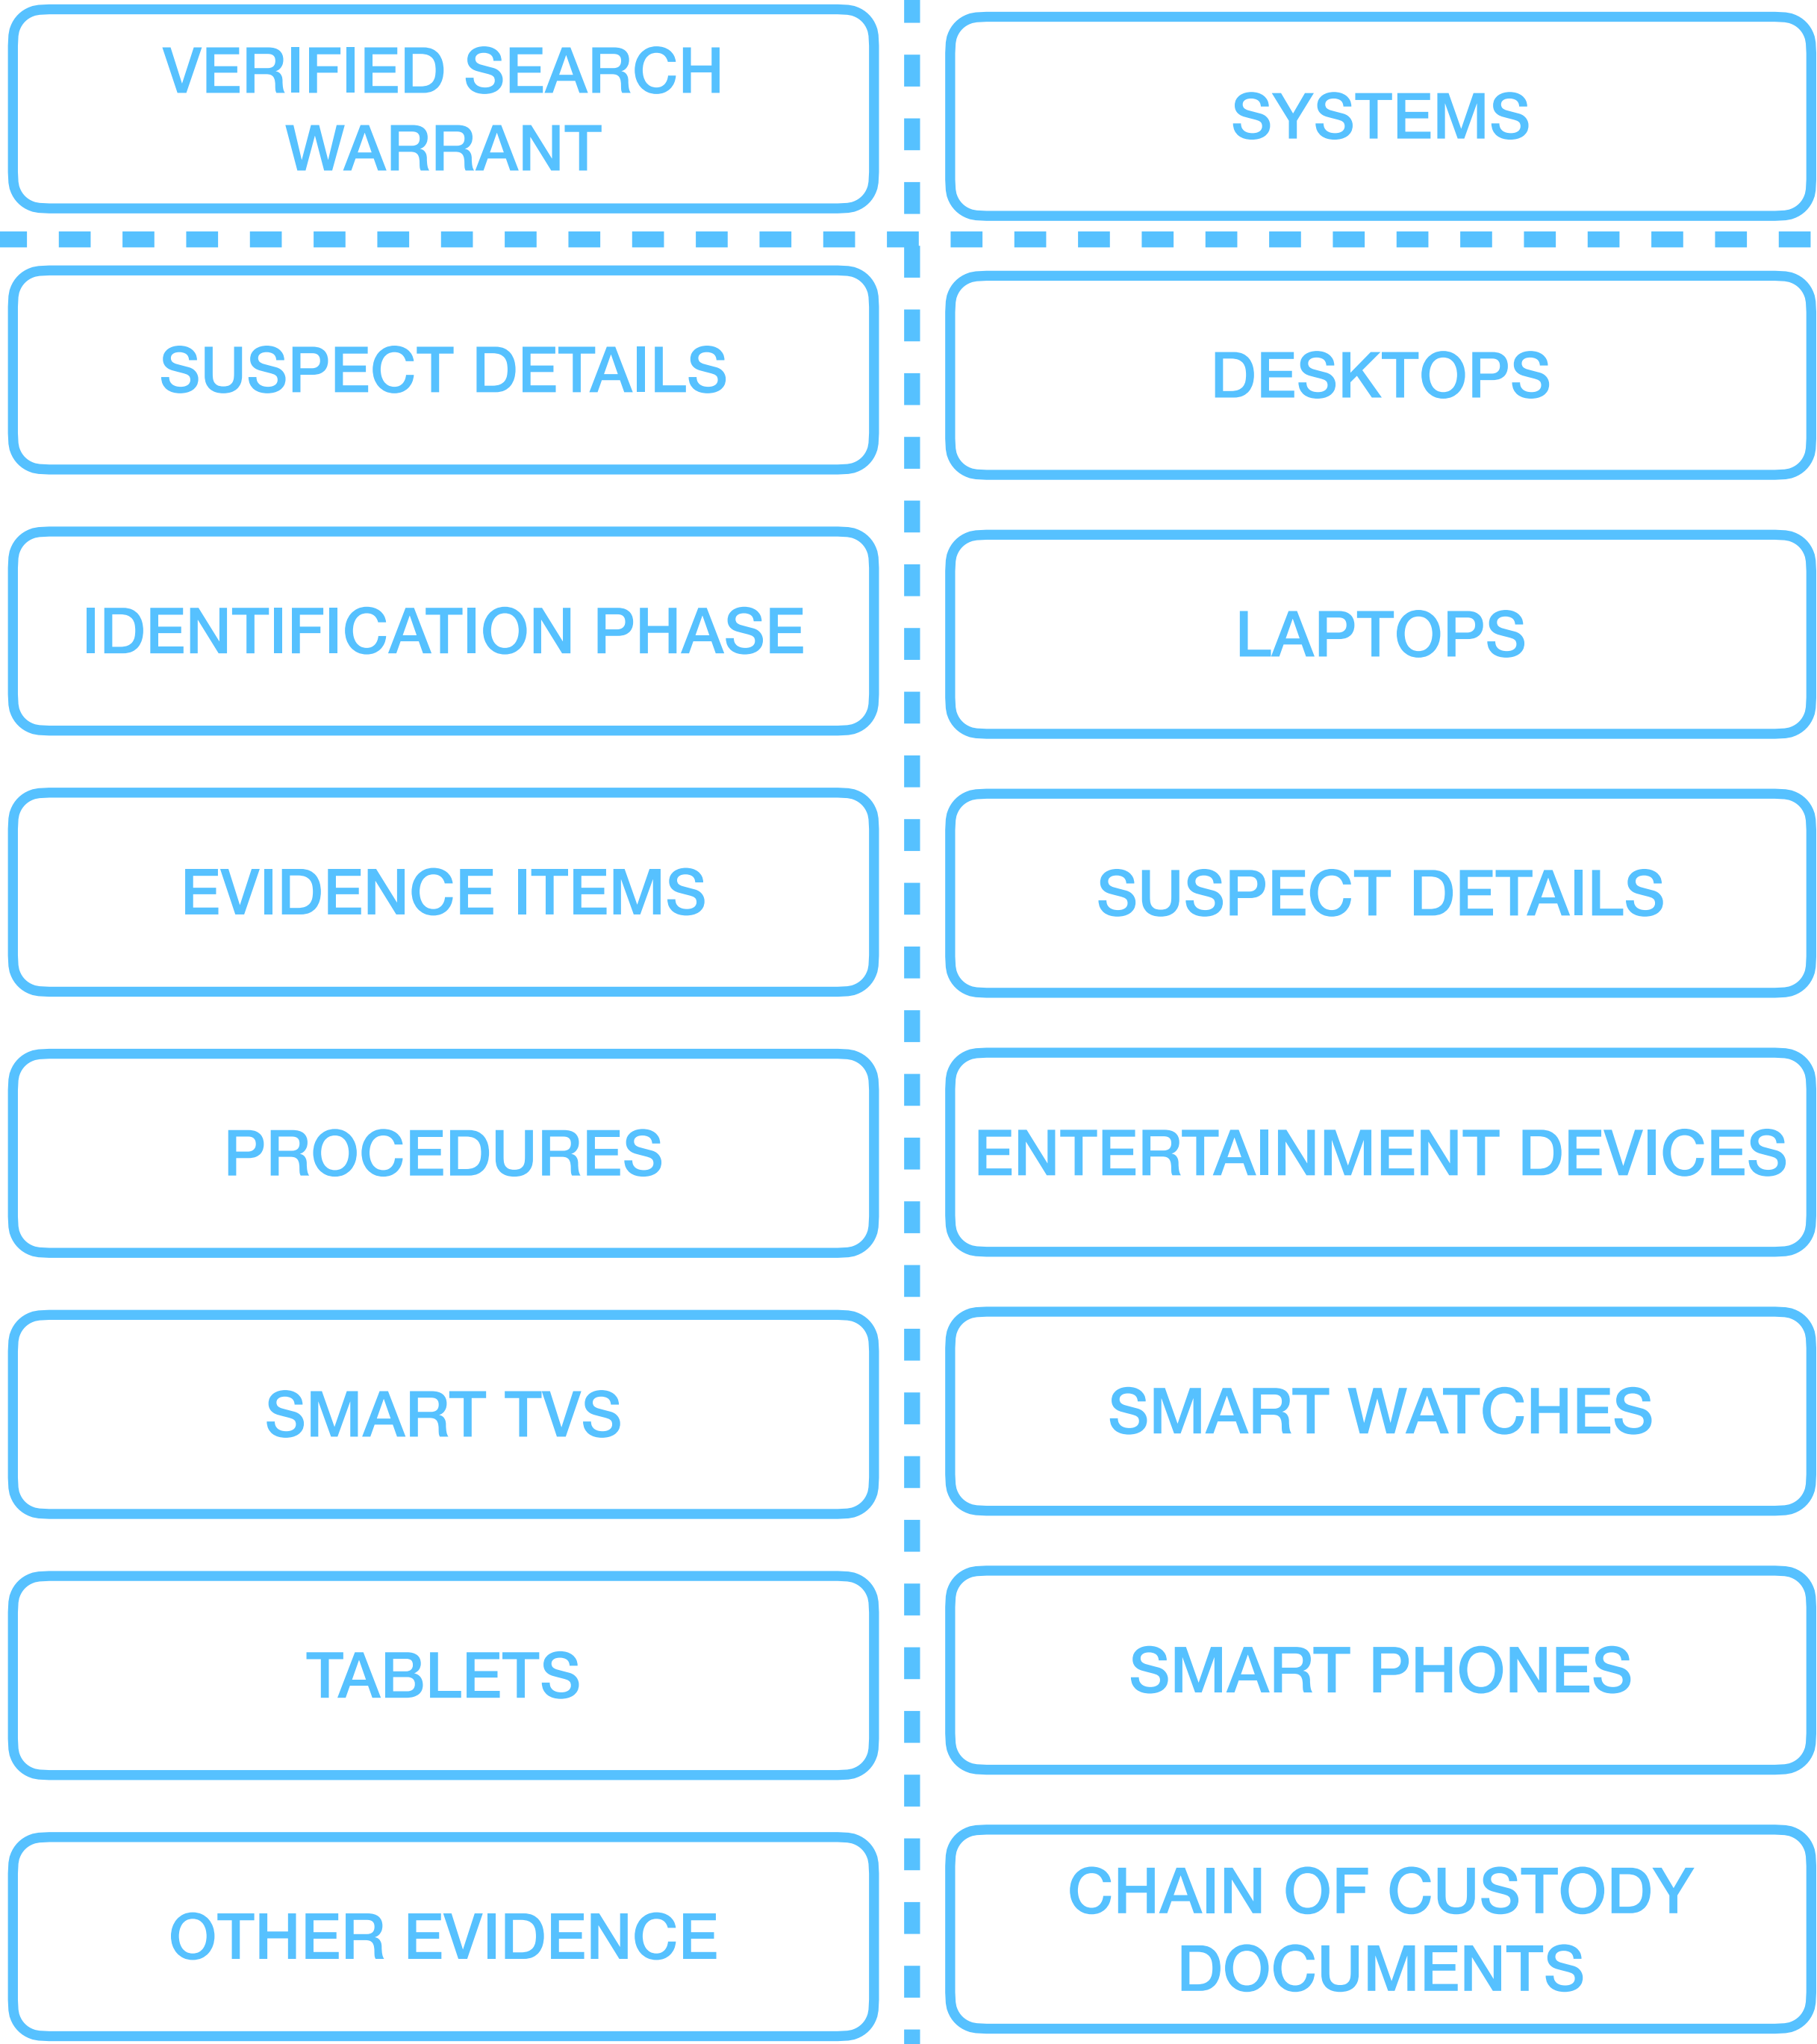 VERIFIED SEARCH
WARRANT
SYSTEMS
SUSPECT DETAILS
DESKTOPS
IDENTIFICATION PHASE
LAPTOPS
EVIDENCE ITEMS
SUSPECT DETAILS
PROCEDURES
ENTERTAINMENT DEVICES
SMART TVS
SMART WATCHES
TABLETS
SMART PHONES
OTHER EVIDENCE
CHAIN OF CUSTODY
DOCUMENTS